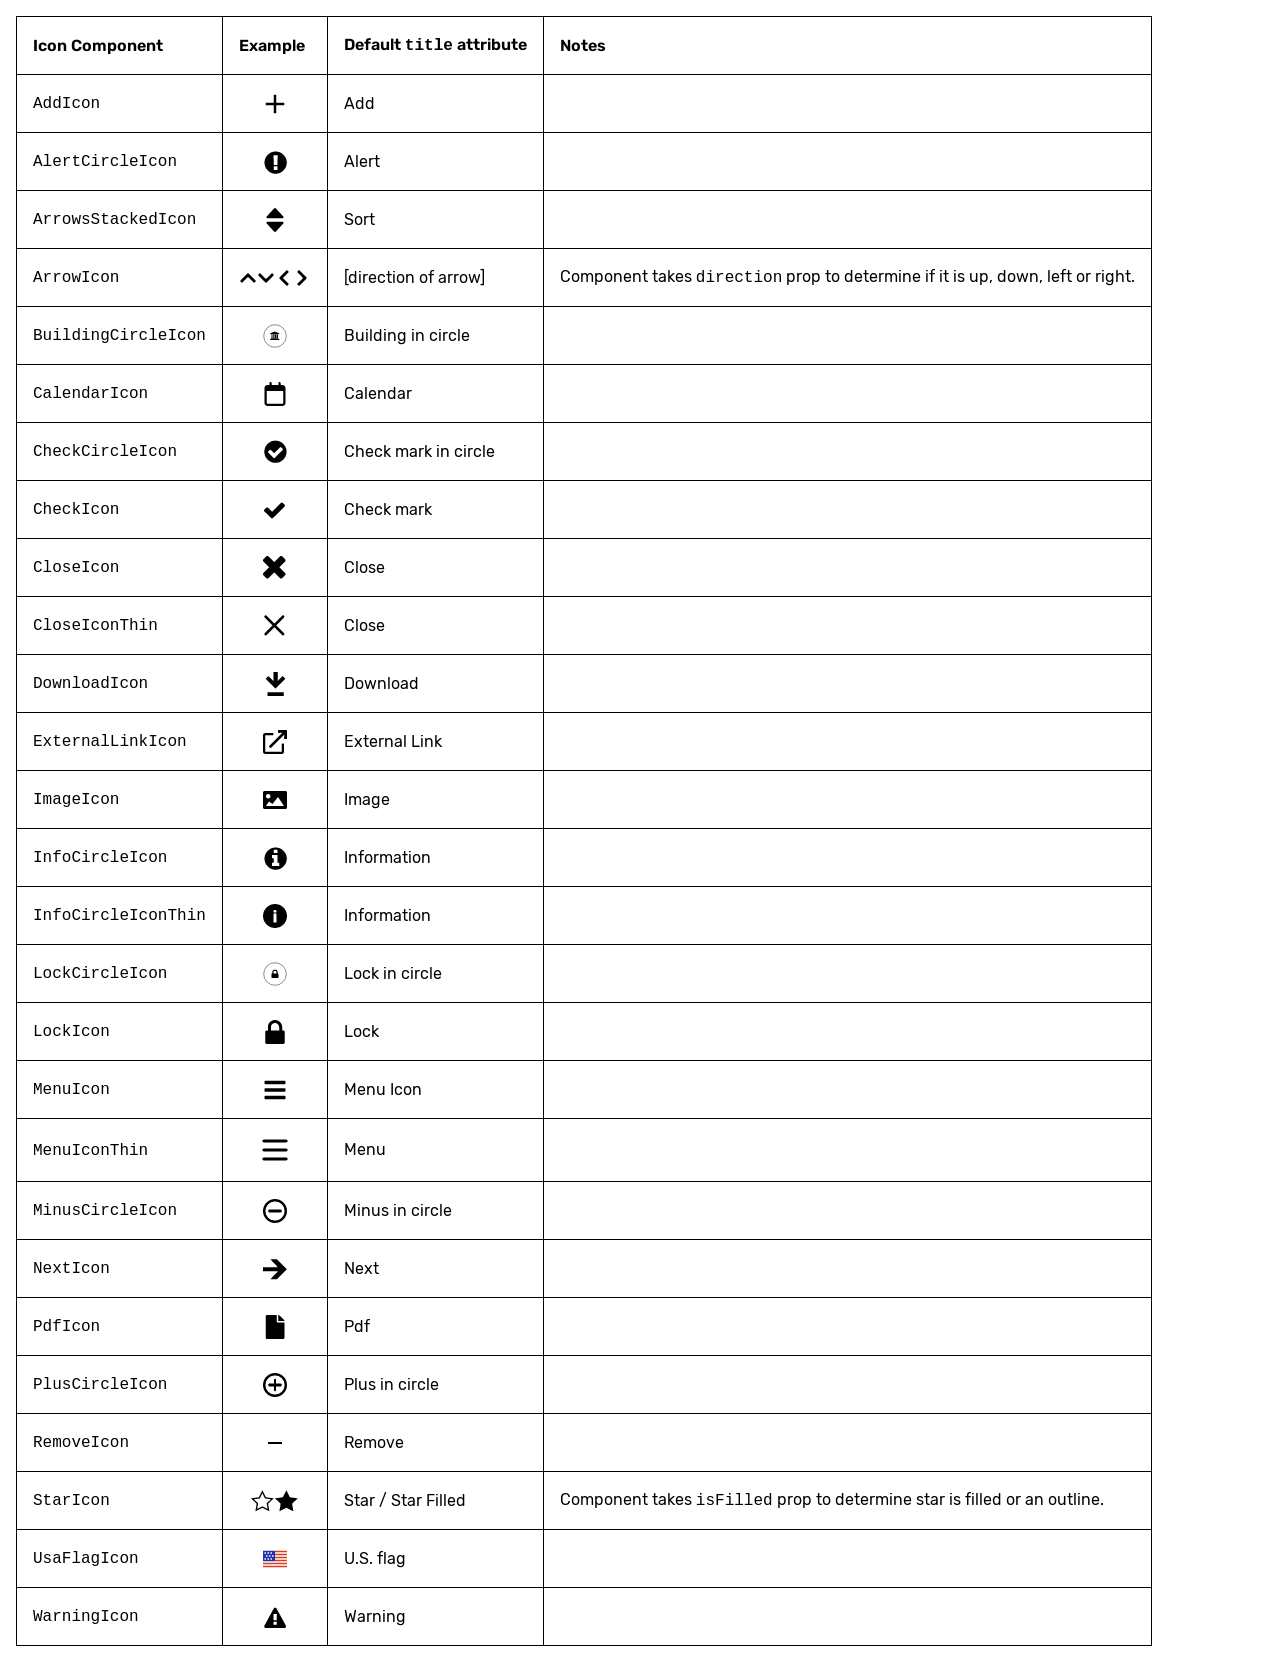 Icon Component Example Default title attribute Notes
AddIcon Add
AlertCircleIcon Alert
ArrowsStackedIcon Sort
ArrowIcon [direction of arrow] Component takes direction prop to determine if it is up, down, left or right.
BuildingCircleIcon Building in circle
CalendarIcon Calendar
CheckCircleIcon Check mark in circle
CheckIcon Check mark
CloseIcon Close
CloseIconThin Close
DownloadIcon Download
ExternalLinkIcon External Link
ImageIcon Image
InfoCircleIcon Information
InfoCircleIconThin Information
LockCircleIcon Lock in circle
LockIcon Lock
MenuIcon Menu Icon
MenuIconThin Menu
MinusCircleIcon Minus in circle
NextIcon Next
PdfIcon Pdf
PlusCircleIcon Plus in circle
RemoveIcon Remove
StarIcon Star / Star Filled Component takes isFilled prop to determine star is filled or an outline.
UsaFlagIcon U.S. flag
WarningIcon Warning